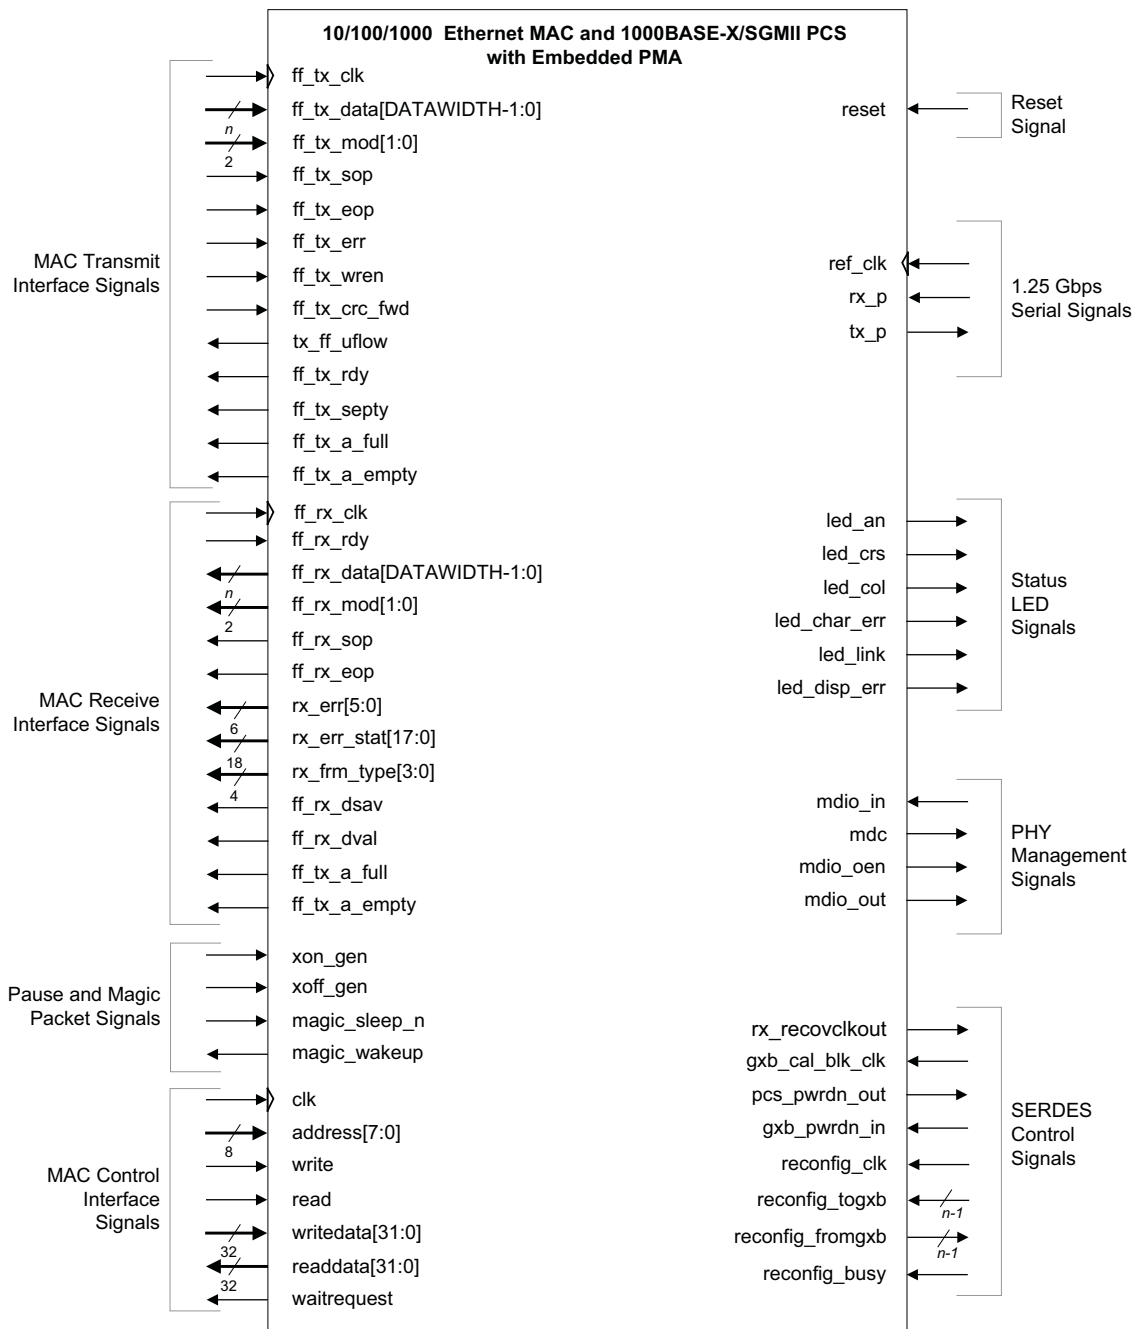 10/100/1000 Ethernet MAC and 1000BASE-X/SGMII PCS
with Embedded PMA
MAC Transmit
Interface Signals
ff_tx_clk
ff_tx_data[DATAWIDTH-1:0]
n
ff_tx_mod[1:0]
2
ff_tx_sop
ff_tx_eop
ff_tx_err
ff_tx_wren
ff_tx_crc_fwd
tx_ff_uflow
ff_tx_rdy
ff_tx_septy
ff_tx_a_full
ff_tx_a_empty
MAC Receive
Interface Signals
ff_rx_clk
ff_rx_rdy
ff_rx_data[DATAWIDTH-1:0]
n
ff_rx_mod[1:0]
2
ff_rx_sop
ff_rx_eop
rx_err[5:0]
6
rx_err_stat[17:0]
18
rx_frm_type[3:0]
4
ff_rx_dsav
ff_rx_dval
ff_tx_a_full
ff_tx_a_empty
Pause and Magic
Packet Signals
xon_gen
xoff_gen
magic_sleep_n
magic_wakeup
MAC Control
Interface
Signals
clk
address[7:0]
8
write
read
writedata[31:0]
32
readdata[31:0]
32
waitrequest
reset
Reset
Signal
ref_clk
rx_p
tx_p
1.25 Gbps
Serial Signals
led_an
led_crs
led_col
led_char_err
led_link
led_disp_err
Status
LED
Signals
mdio_in
mdc
mdio_oen
mdio_out
PHY
Management
Signals
rx_recovclkout
gxb_cal_blk_clk
pcs_pwrdn_out
gxb_pwrdn_in
reconfig_clk
reconfig_togxb
n-1
reconfig_fromgxb
n-1
reconfig_busy
SERDES
Control
Signals